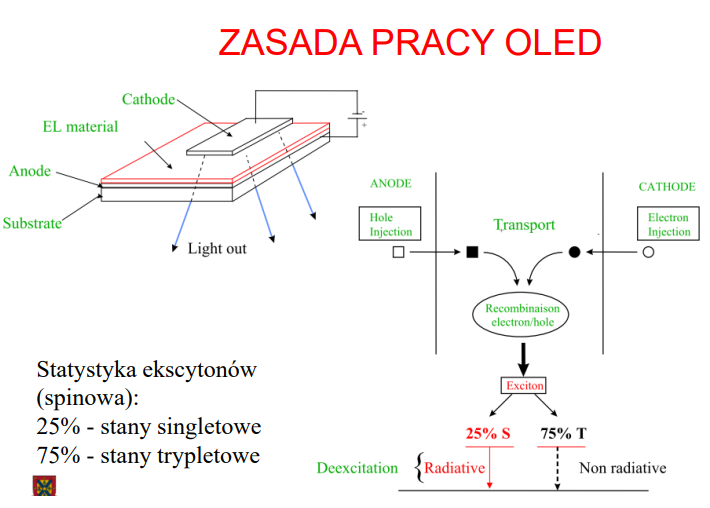 ZASADA PRACY OLED
Cathode
EL material
-
+
Anode
Substrate
Light out
ANODE
CATHODE
Hole
Injection
Transport
Electron
Injection
Recombinaison
electron/hole
Exciton
25% S
75% T
Deexcitation
Radiative
Non radiative
Statystyka ekscytonów
(spinowa):
25% - stany singletowe
75% - stany trypletowe